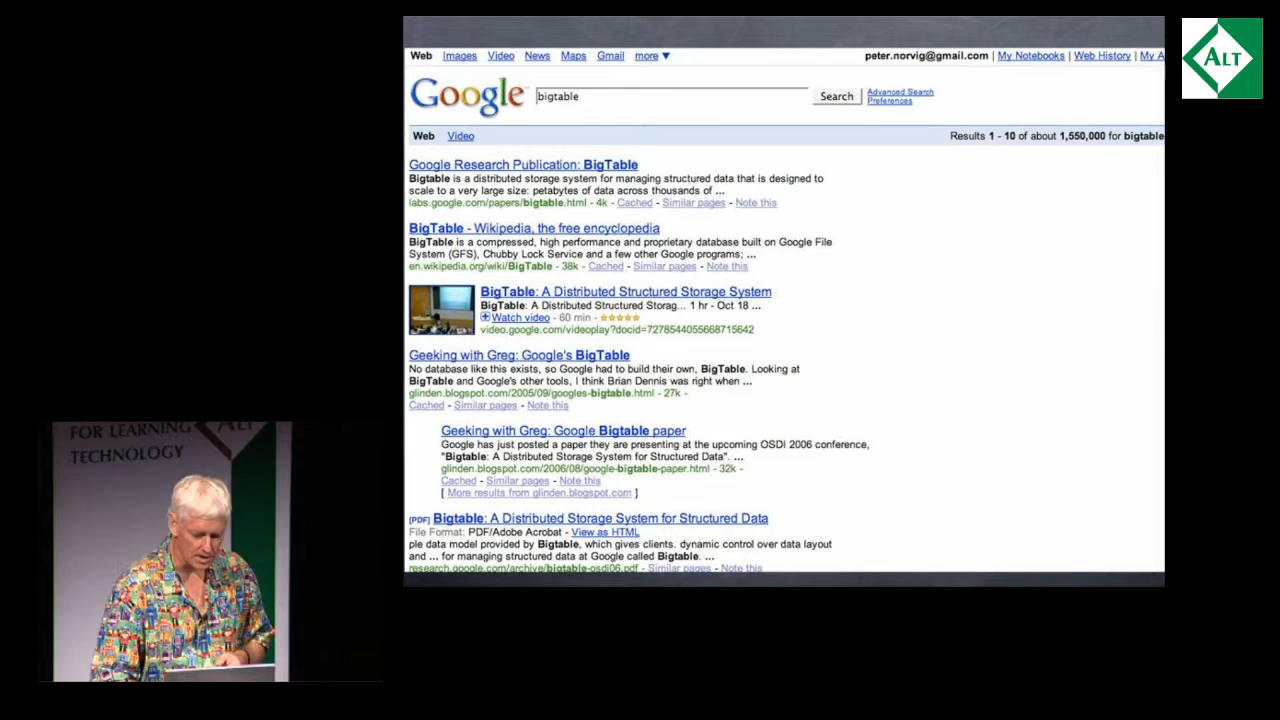 Web Images Video News Maps Gmail more ▼ peter.norvig@gmail.com | My Notebooks | Web History | My A
Google bigtable Search Advanced Search
Preferences
Web Video Results 1 - 10 of about 1,550,000 for bigtable
Google Research Publication: BigTable
Bigtable is a distributed storage system for managing structured data that is designed to
scale to a very large size: petabytes of data across thousands of ...
labs.google.com/papers/bigtable.html - 4k - Cached - Similar pages - Note this
BigTable - Wikipedia, the free encyclopedia
BigTable is a compressed, high performance and proprietary database built on Google File
System (GFS), Chubby Lock Service and a few other Google programs; ...
en.wikipedia.org/wiki/BigTable - 38k - Cached - Similar pages - Note this
BigTable: A Distributed Structured Storage System
BigTable: A Distributed Structured Storag... 1 hr - Oct 18 ...
Watch video - 60 min - ★★★★★
video.google.com/videoplay?docid=7278544055668715642
Geeking with Greg: Google's BigTable
No database like this exists, so Google had to build their own, BigTable. Looking at
BigTable and Google's other tools, I think Brian Dennis was right when ...
glinden.blogspot.com/2005/09/googles-bigtable.html - 27k -
Cached - Similar pages - Note this
Geeking with Greg: Google Bigtable paper
Google has just posted a paper they are presenting at the upcoming OSDI 2006 conference,
"Bigtable: A Distributed Storage System for Structured Data". ...
glinden.blogspot.com/2006/08/google-bigtable-paper.html - 32k -
Cached - Similar pages - Note this
[ More results from glinden.blogspot.com ]
[PDF] Bigtable: A Distributed Storage System for Structured Data
File Format: PDF/Adobe Acrobat - View as HTML
ple data model provided by Bigtable, which gives clients. dynamic control over data layout
and ... for managing structured data at Google called Bigtable. ...
research.google.com/archive/bigtable-osdi06.pdf - Similar pages - Note this
ALT
FOR LEARNING
TECHNOLOGY
ALT